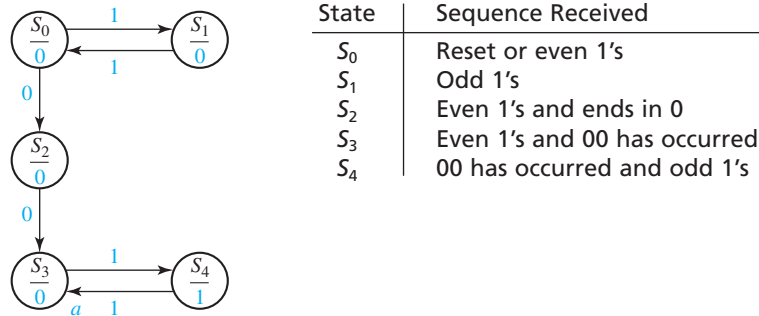 1
S0
0
S1
0
1
0
S2
0
0
S3
0
1
S4
1
a 1
State Sequence Received
S0 Reset or even 1's
S1 Odd 1's
S2 Even 1's and ends in 0
S3 Even 1's and 00 has occurred
S4 00 has occurred and odd 1's